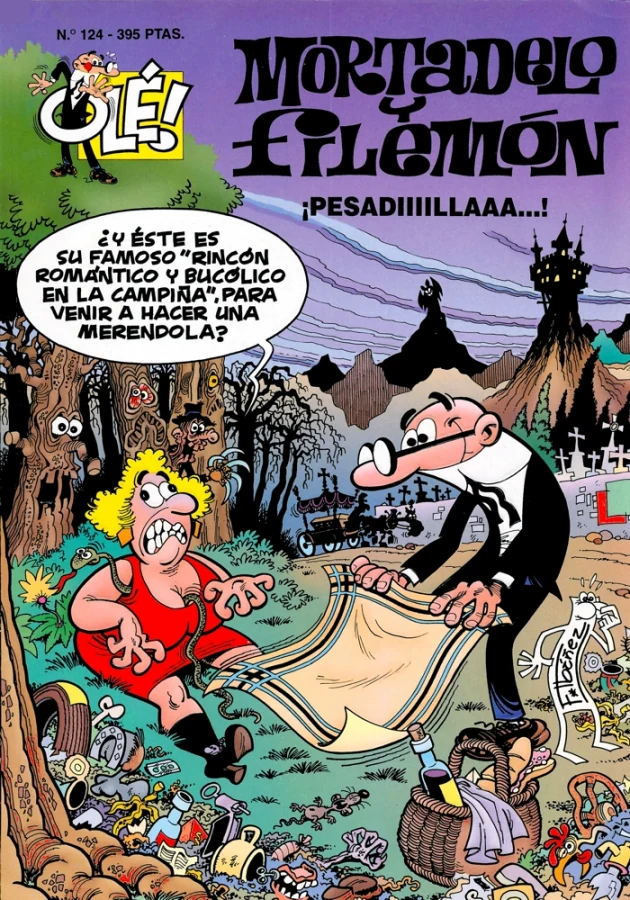 N.º 124 - 395 PTAS.
OLÉ!
MORTADELO
Y
FILEMÓN
¡PESADIIIILLAAA...!
¿Y ÉSTE ES
SU FAMOSO "RINCÓN
ROMÁNTICO Y BUCÓLICO
EN LA CAMPIÑA", PARA
VENIR A HACER UNA
MERENDOLA?
L
F. Ibáñez